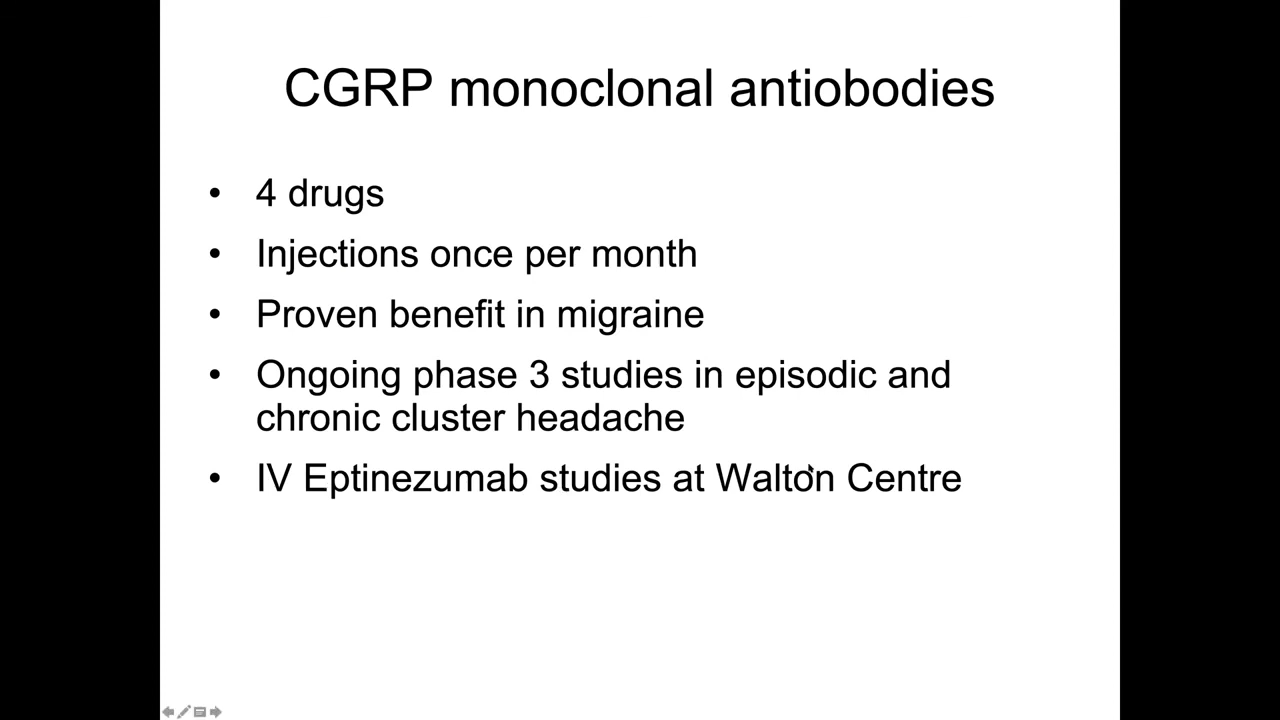 CGRP monoclonal antiobodies
• 4 drugs
• Injections once per month
• Proven benefit in migraine
• Ongoing phase 3 studies in episodic and
chronic cluster headache
• IV Eptinezumab studies at Walton Centre